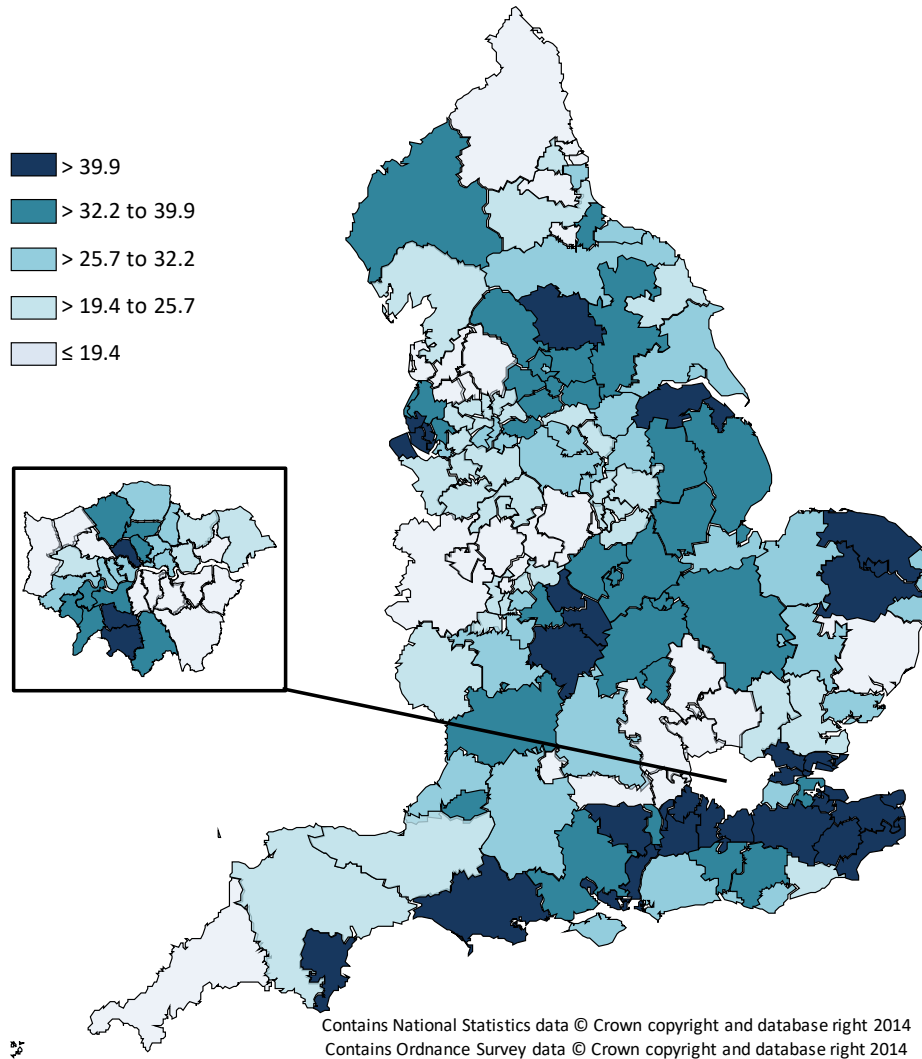 > 39.9
> 32.2 to 39.9
> 25.7 to 32.2
> 19.4 to 25.7
≤ 19.4
Contains National Statistics data © Crown copyright and database right 2014
Contains Ordnance Survey data © Crown copyright and database right 2014